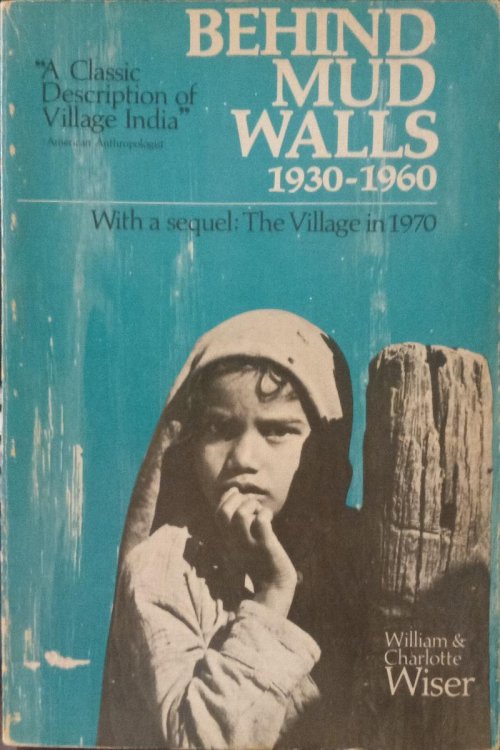 BEHIND
MUD
WALLS
1930-1960
“A Classic
Description of
Village India”
American Anthropologist
With a sequel: The Village in 1970
William &
Charlotte
Wiser